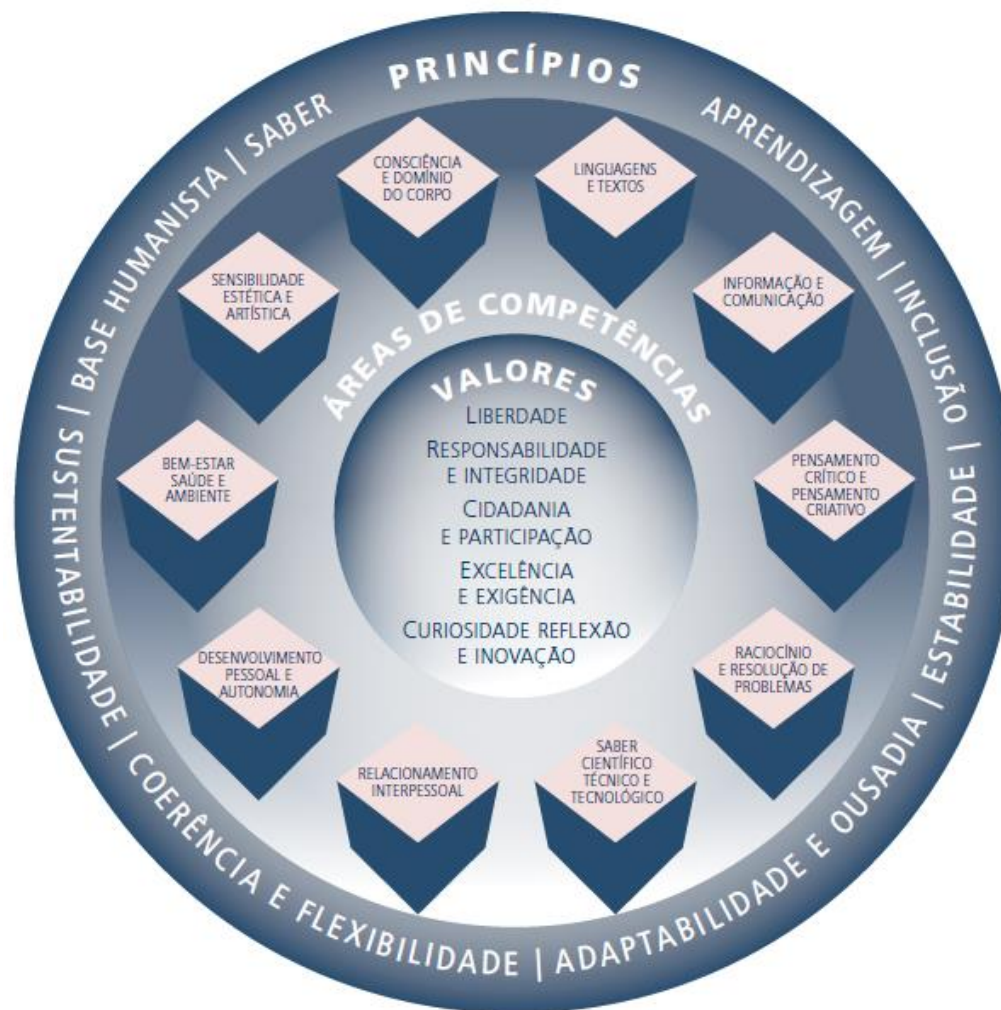 PRINCÍPIOS
APRENDIZAGEM | INCLUSÃO | ESTABILIDADE | ADAPTABILIDADE E OUSADIA | COERÊNCIA E FLEXIBILIDADE | SUSTENTABILIDADE | BASE HUMANISTA | SABER
ÁREAS DE COMPETÊNCIAS
LINGUAGENS
E TEXTOS
INFORMAÇÃO E
COMUNICAÇÃO
PENSAMENTO
CRÍTICO E
PENSAMENTO
CRIATIVO
RACIOCÍNIO
E RESOLUÇÃO DE
PROBLEMAS
SABER
CIENTÍFICO
TÉCNICO E
TECNOLÓGICO
RELACIONAMENTO
INTERPESSOAL
DESENVOLVIMENTO
PESSOAL E
AUTONOMIA
BEM-ESTAR
SAÚDE E
AMBIENTE
SENSIBILIDADE
ESTÉTICA E
ARTÍSTICA
CONSCIÊNCIA
E DOMÍNIO
DO CORPO
VALORES
LIBERDADE
RESPONSABILIDADE
E INTEGRIDADE
CIDADANIA
E PARTICIPAÇÃO
EXCELÊNCIA
E EXIGÊNCIA
CURIOSIDADE REFLEXÃO
E INOVAÇÃO